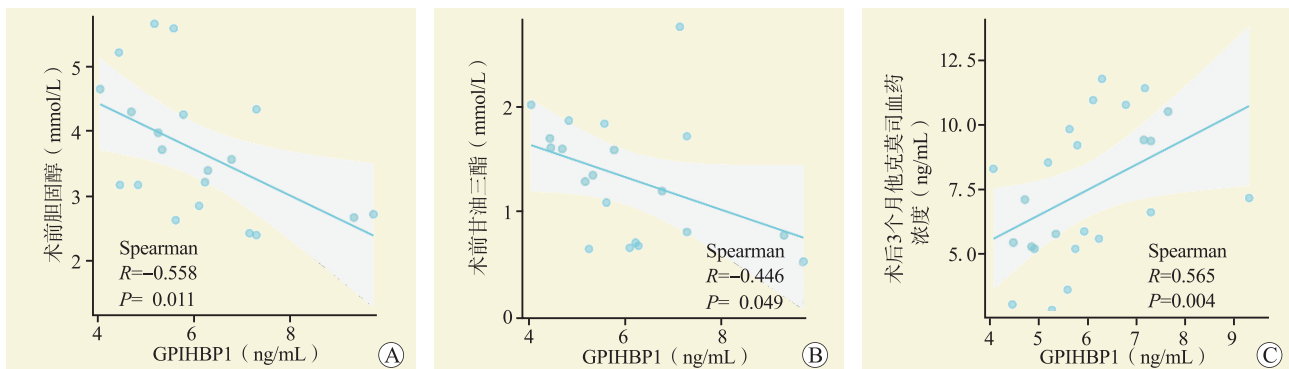 术前胆固醇（mmol/L）
5
4
3
2
Spearman
R=−0.558
P= 0.011
4
6
8
GPIHBP1（ng/mL）
A
术前甘油三酯（mmol/L）
2
1
0
Spearman
R=−0.446
P= 0.049
4
6
8
GPIHBP1（ng/mL）
B
术后3个月他克莫司血药
浓度（ng/mL）
12.5
10.0
7.5
5.0
Spearman
R=0.565
P=0.004
4
5
6
7
8
9
GPIHBP1（ng/mL）
C